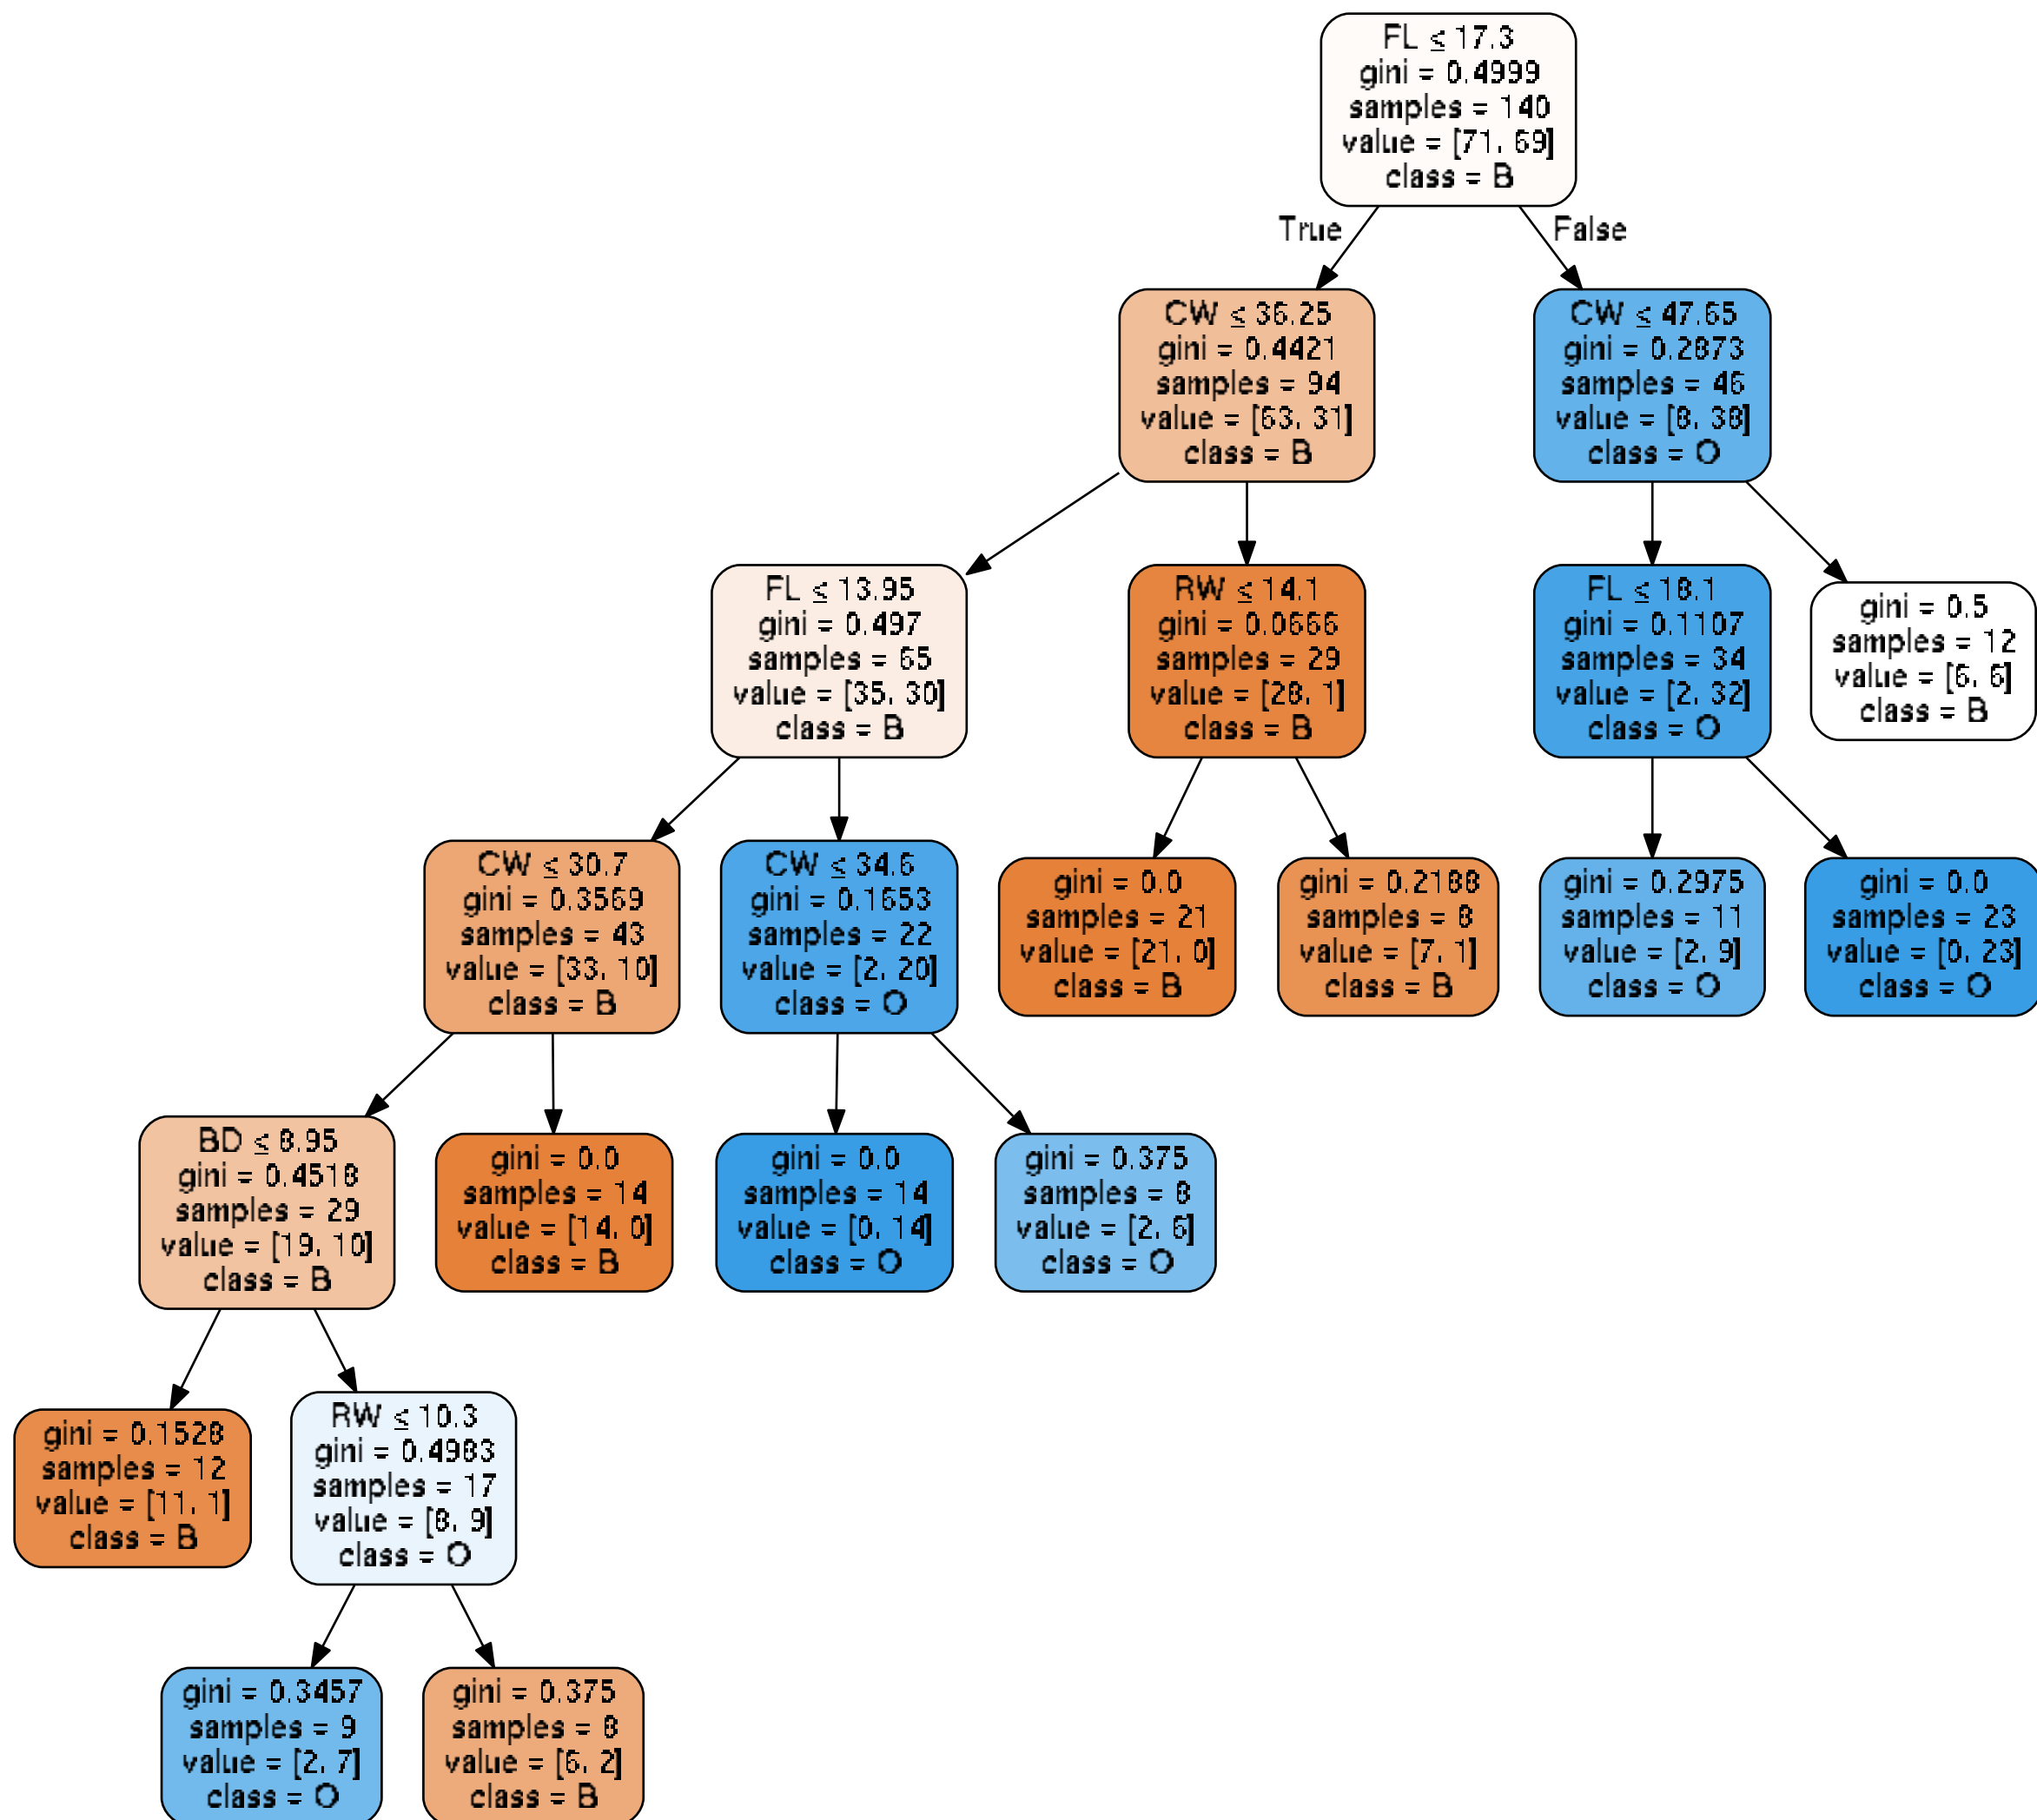 FL ≤ 17.3
gini = 0.4999
samples = 140
value = [71, 69]
class = B
True
False
CW ≤ 36.25
gini = 0.4421
samples = 94
value = [63, 31]
class = B
CW ≤ 47.65
gini = 0.2873
samples = 46
value = [8, 38]
class = O
FL ≤ 13.95
gini = 0.497
samples = 65
value = [35, 30]
class = B
RW ≤ 14.1
gini = 0.0666
samples = 29
value = [28, 1]
class = B
FL ≤ 18.1
gini = 0.1107
samples = 34
value = [2, 32]
class = O
gini = 0.5
samples = 12
value = [6, 6]
class = B
CW ≤ 30.7
gini = 0.3569
samples = 43
value = [33, 10]
class = B
CW ≤ 34.6
gini = 0.1653
samples = 22
value = [2, 20]
class = O
gini = 0.0
samples = 21
value = [21, 0]
class = B
gini = 0.2188
samples = 8
value = [7, 1]
class = B
gini = 0.2975
samples = 11
value = [2, 9]
class = O
gini = 0.0
samples = 23
value = [0, 23]
class = O
BD ≤ 8.95
gini = 0.4518
samples = 29
value = [19, 10]
class = B
gini = 0.0
samples = 14
value = [14, 0]
class = B
gini = 0.0
samples = 14
value = [0, 14]
class = O
gini = 0.375
samples = 8
value = [2, 6]
class = O
gini = 0.1528
samples = 12
value = [11, 1]
class = B
RW ≤ 10.3
gini = 0.4983
samples = 17
value = [8, 9]
class = O
gini = 0.3457
samples = 9
value = [2, 7]
class = O
gini = 0.375
samples = 8
value = [6, 2]
class = B